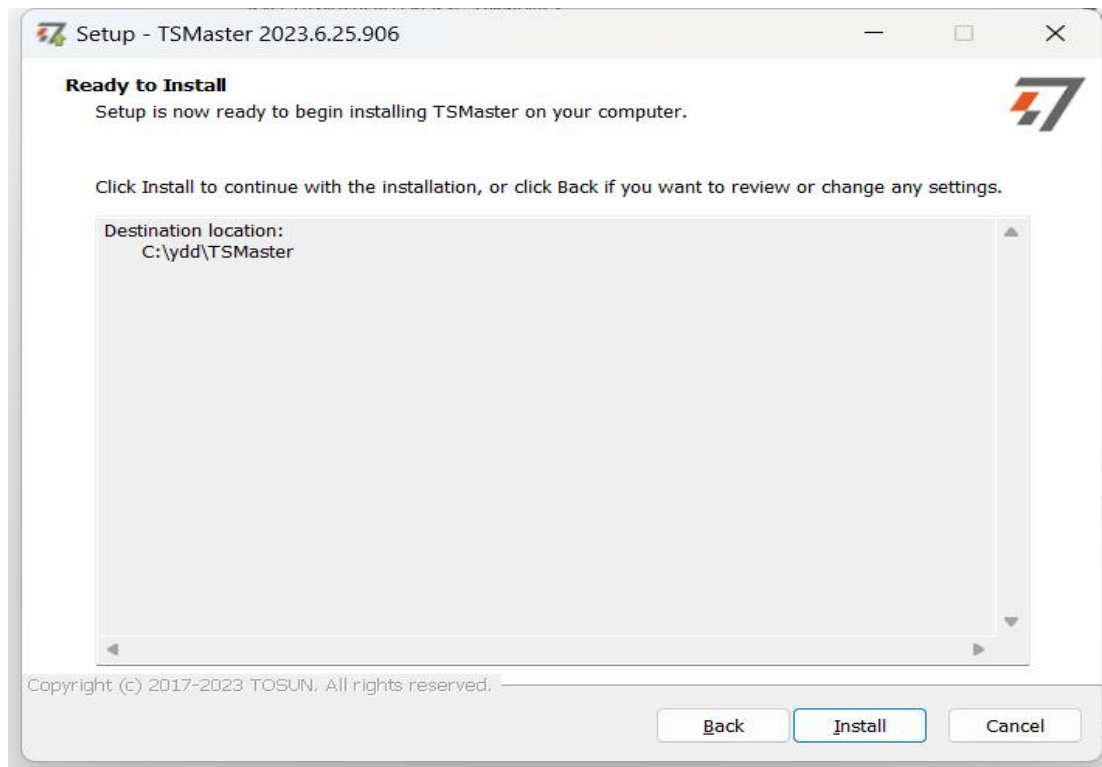 Setup - TSMaster 2023.6.25.906
Ready to Install
Setup is now ready to begin installing TSMaster on your computer.
Click Install to continue with the installation, or click Back if you want to review or change any settings.
Destination location:
C:\ydd\TSMaster
Copyright (c) 2017-2023 TOSUN. All rights reserved.
Back
Install
Cancel